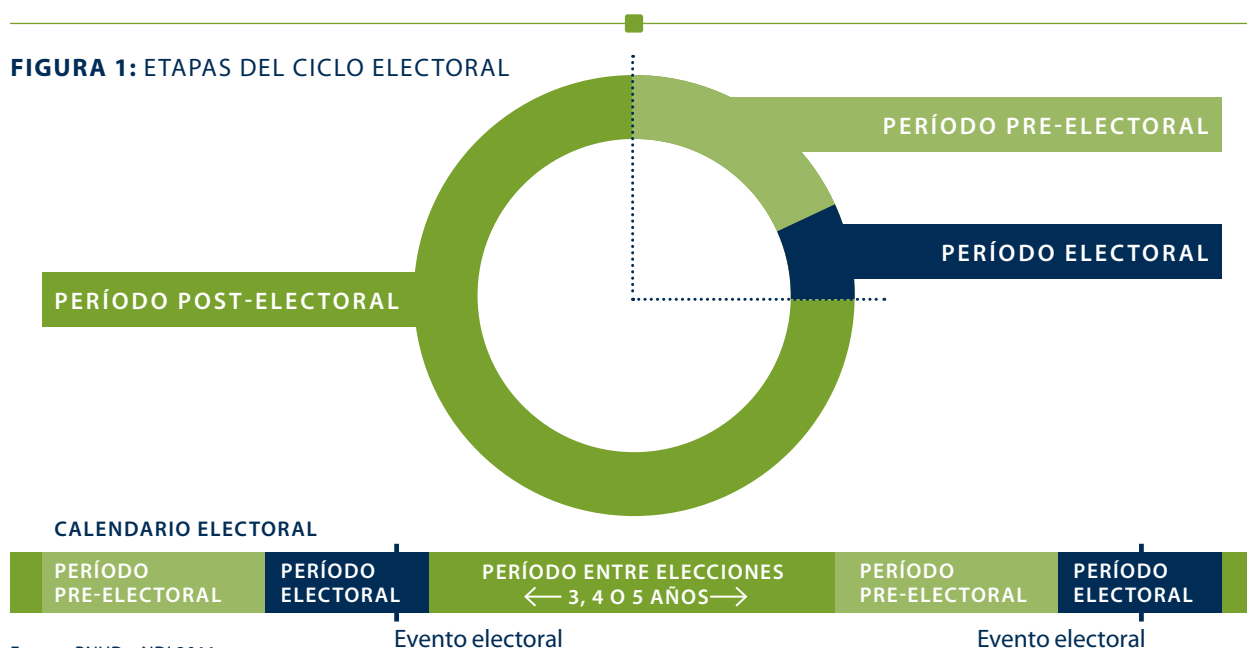 FIGURA 1: ETAPAS DEL CICLO ELECTORAL
PERÍODO PRE-ELECTORAL
PERÍODO ELECTORAL
PERÍODO POST-ELECTORAL
CALENDARIO ELECTORAL
PERÍODO
PRE-ELECTORAL
PERÍODO
ELECTORAL
PERÍODO ENTRE ELECCIONES
← 3, 4 O 5 AÑOS →
PERÍODO
PRE-ELECTORAL
PERÍODO
ELECTORAL
Evento electoral
Evento electoral